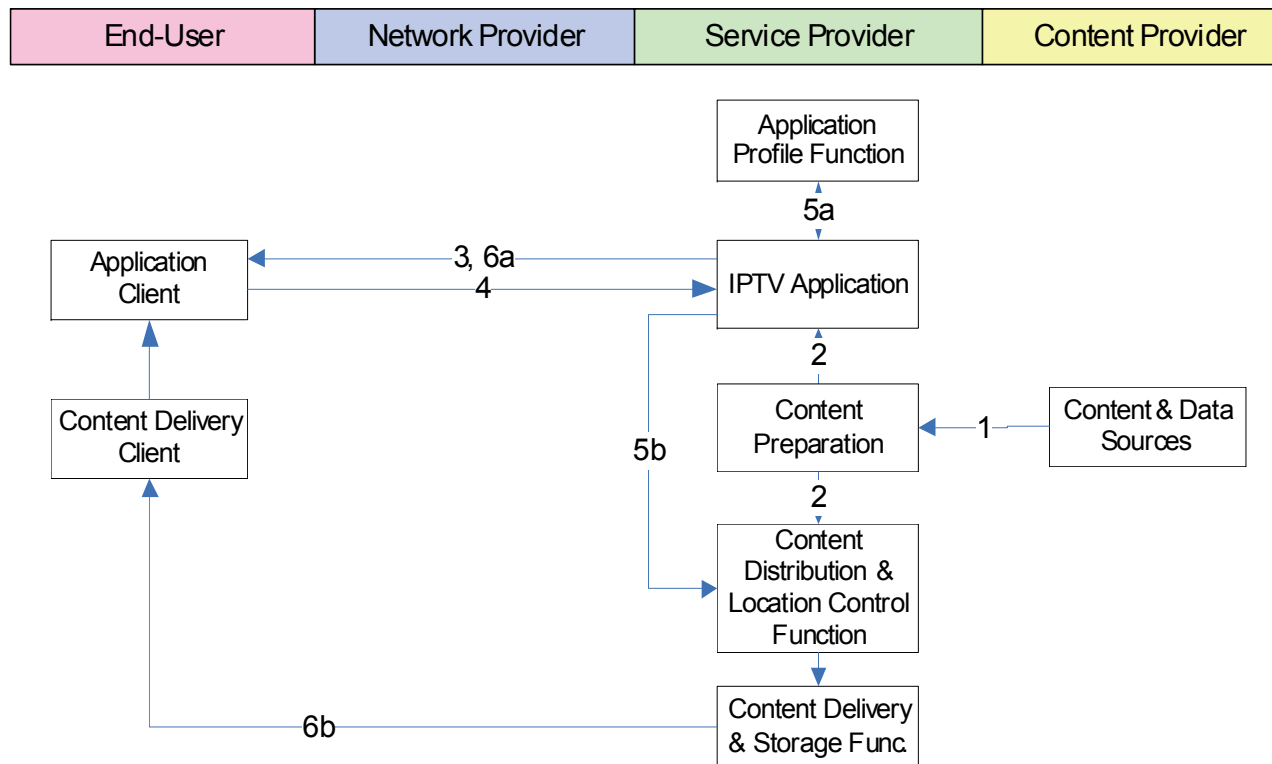 End-User
Network Provider
Service Provider
Content Provider
Application
Profile Function
5a
3, 6a
4
Application
Client
IPTV Application
2
Content Delivery
Client
5b
Content
Preparation
1
Content & Data
Sources
2
Content
Distribution &
Location Control
Function
6b
Content Delivery
& Storage Func.